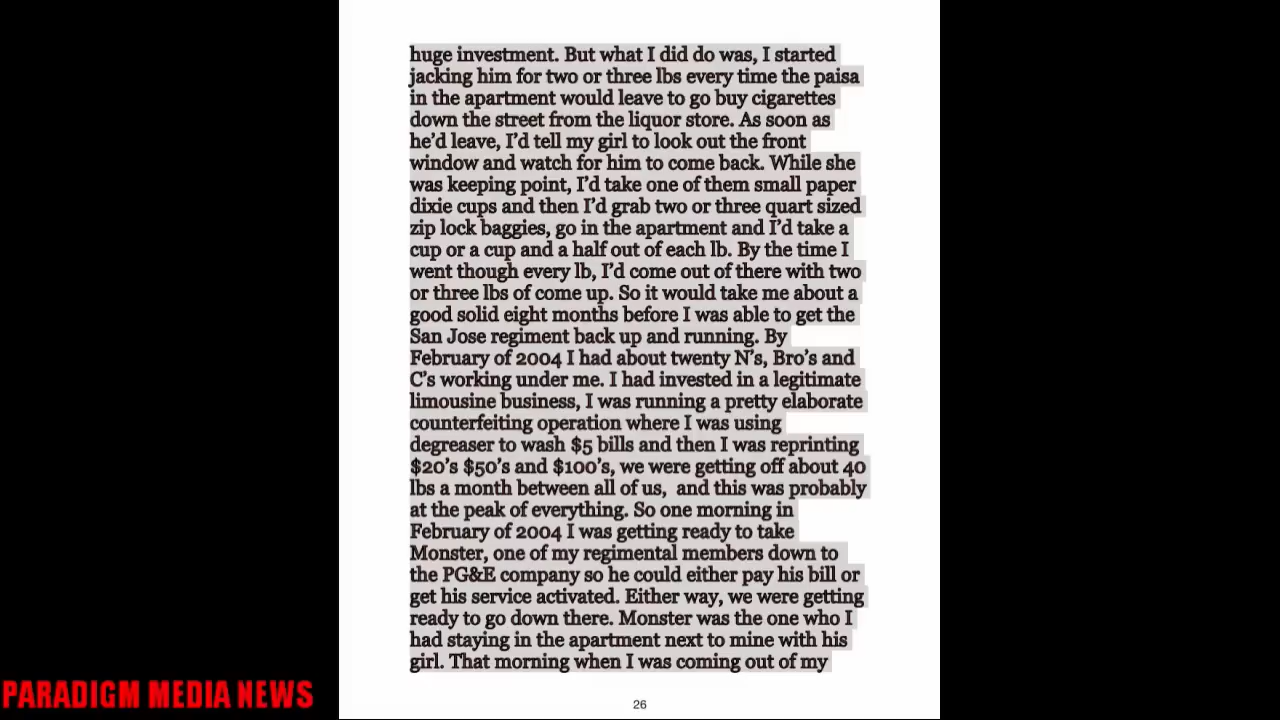 huge investment. But what I did do was, I started
jacking him for two or three lbs every time the paisa
in the apartment would leave to go buy cigarettes
down the street from the liquor store. As soon as
he’d leave, I’d tell my girl to look out the front
window and watch for him to come back. While she
was keeping point, I’d take one of them small paper
dixie cups and then I’d grab two or three quart sized
zip lock baggies, go in the apartment and I’d take a
cup or a cup and a half out of each lb. By the time I
went though every lb, I’d come out of there with two
or three lbs of come up. So it would take me about a
good solid eight months before I was able to get the
San Jose regiment back up and running. By
February of 2004 I had about twenty N’s, Bro’s and
C’s working under me. I had invested in a legitimate
limousine business, I was running a pretty elaborate
counterfeiting operation where I was using
degreaser to wash $5 bills and then I was reprinting
$20’s $50’s and $100’s, we were getting off about 40
lbs a month between all of us,  and this was probably
at the peak of everything. So one morning in
February of 2004 I was getting ready to take
Monster, one of my regimental members down to
the PG&E company so he could either pay his bill or
get his service activated. Either way, we were getting
ready to go down there. Monster was the one who I
had staying in the apartment next to mine with his
girl. That morning when I was coming out of my
26
PARADIGM MEDIA NEWS